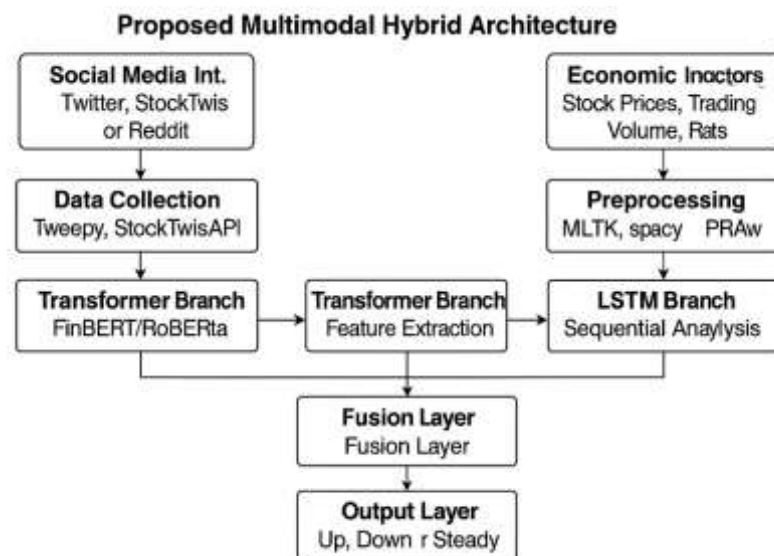 Proposed Multimodal Hybrid Architecture
Social Media Int.
Twitter, StockTwis
or Reddit
Economic Inactors
Stock Prices, Trading
Volume, Rats
Data Collection
Tweepy, StockTwisAPI
Preprocessing
MLTK, spacy PRAw
Transformer Branch
FinBERT/RoBERta
Transformer Branch
Feature Extraction
LSTM Branch
Sequential Anaylysis
Fusion Layer
Fusion Layer
Output Layer
Up, Down r Steady